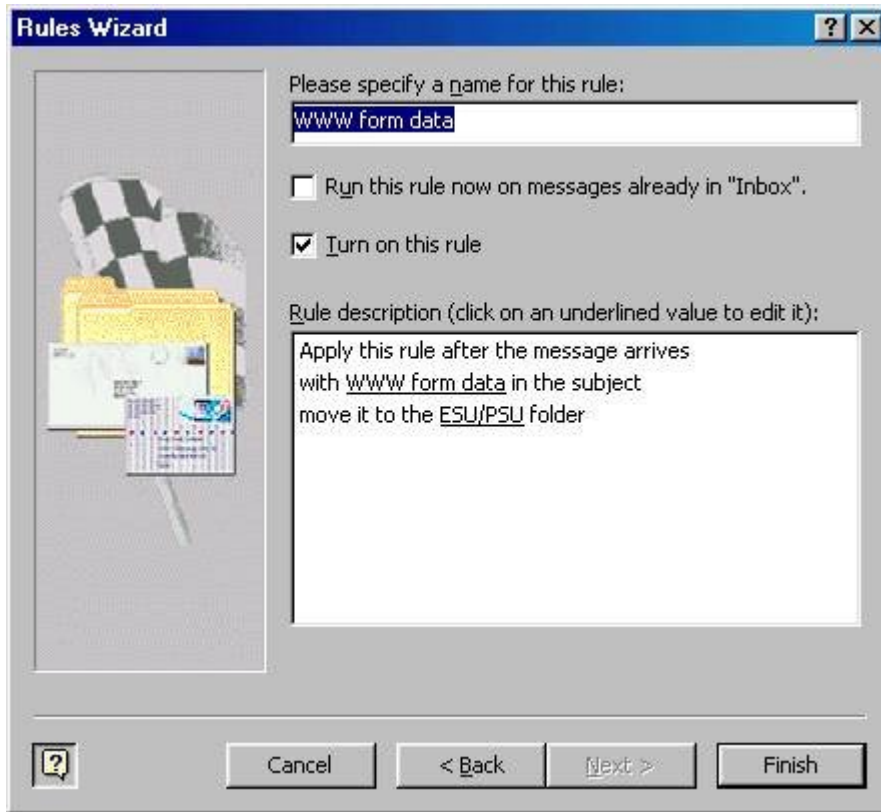 Rules Wizard
Please specify a name for this rule:
WWW form data
Run this rule now on messages already in "Inbox".
Turn on this rule
Rule description (click on an underlined value to edit it):
Apply this rule after the message arrives
with WWW form data in the subject
move it to the ESU/PSU folder
Cancel
< Back
Next >
Finish